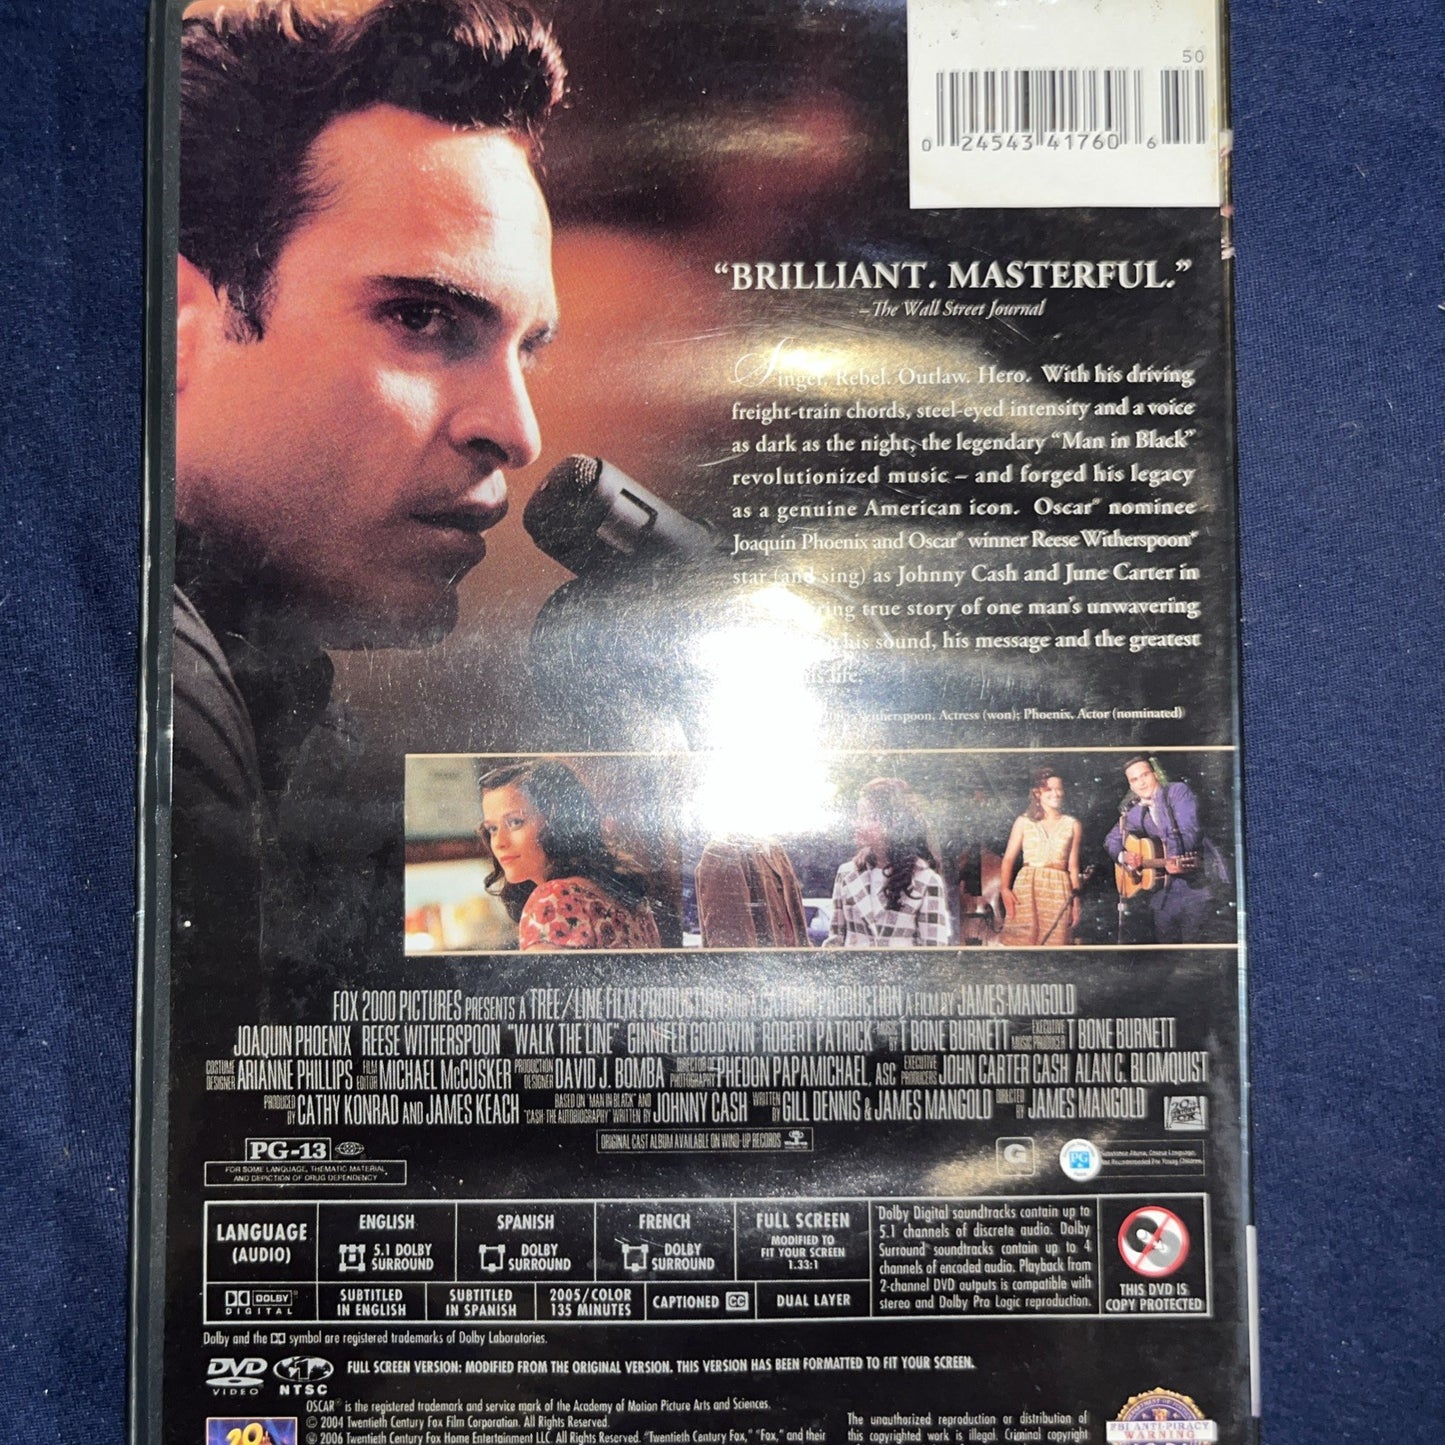 50
0 24543 41760 6
“BRILLIANT. MASTERFUL.”
–The Wall Street Journal
Singer. Rebel. Outlaw. Hero. With his driving
freight-train chords, steel-eyed intensity and a voice
as dark as the night, the legendary “Man in Black”
revolutionized music – and forged his legacy
as a genuine American icon. Oscar® nominee
Joaquin Phoenix and Oscar® winner Reese Witherspoon*
star (and sing) as Johnny Cash and June Carter in
true story of one man’s unwavering
his sound, his message and the greatest
his life.
Witherspoon, Actress (won); Phoenix, Actor (nominated)
FOX 2000 PICTURES PRESENTS A TREE/LINE FILM PRODUCTION A PRODUCTION A FILM BY JAMES MANGOLD
JOAQUIN PHOENIX REESE WITHERSPOON "WALK THE LINE" GINNIFER GOODWIN ROBERT PATRICK MUSIC BY T BONE BURNETT EXECUTIVE MUSIC PRODUCER T BONE BURNETT
COSTUME DESIGNER ARIANNE PHILLIPS FILM EDITOR MICHAEL McCUSKER PRODUCTION DESIGNER DAVID J. BOMBA DIRECTOR OF PHOTOGRAPHY PHEDON PAPAMICHAEL, ASC EXECUTIVE PRODUCERS JOHN CARTER CASH ALAN C. BLOMQUIST
PRODUCED BY CATHY KONRAD AND JAMES KEACH BASED ON "MAN IN BLACK" AND "CASH: THE AUTOBIOGRAPHY" WRITTEN BY JOHNNY CASH WRITTEN BY GILL DENNIS & JAMES MANGOLD DIRECTED BY JAMES MANGOLD
ORIGINAL CAST ALBUM AVAILABLE ON WIND-UP RECORDS
PG-13
FOR SOME LANGUAGE, THEMATIC MATERIAL
AND DEPICTION OF DRUG DEPENDENCY
G
PG
Substance Abuse, Coarse Language,
Not Recommended For Young Children.
LANGUAGE
(AUDIO)
ENGLISH
5.1 DOLBY
SURROUND
SPANISH
DOLBY
SURROUND
FRENCH
DOLBY
SURROUND
FULL SCREEN
MODIFIED TO
FIT YOUR SCREEN
1.33:1
DOLBY
DIGITAL
SUBTITLED
IN ENGLISH
SUBTITLED
IN SPANISH
2005/COLOR
135 MINUTES
CAPTIONED CC
DUAL LAYER
Dolby Digital soundtracks contain up to
5.1 channels of discrete audio. Dolby
Surround soundtracks contain up to 4
channels of encoded audio. Playback from
2-channel DVD outputs is compatible with
stereo and Dolby Pro Logic reproduction.
THIS DVD IS
COPY PROTECTED
Dolby and the symbol are registered trademarks of Dolby Laboratories.
DVD
VIDEO
1
NTSC
FULL SCREEN VERSION: MODIFIED FROM THE ORIGINAL VERSION. THIS VERSION HAS BEEN FORMATTED TO FIT YOUR SCREEN.
OSCAR® is the registered trademark and service mark of the Academy of Motion Picture Arts and Sciences.
© 2004 Twentieth Century Fox Film Corporation. All Rights Reserved.
© 2006 Twentieth Century Fox Home Entertainment LLC. All Rights Reserved. "Twentieth Century Fox," "Fox," and their
20
The unauthorized reproduction or distribution of
this copyrighted work is illegal. Criminal copyright
FBI ANTI-PIRACY
WARNING